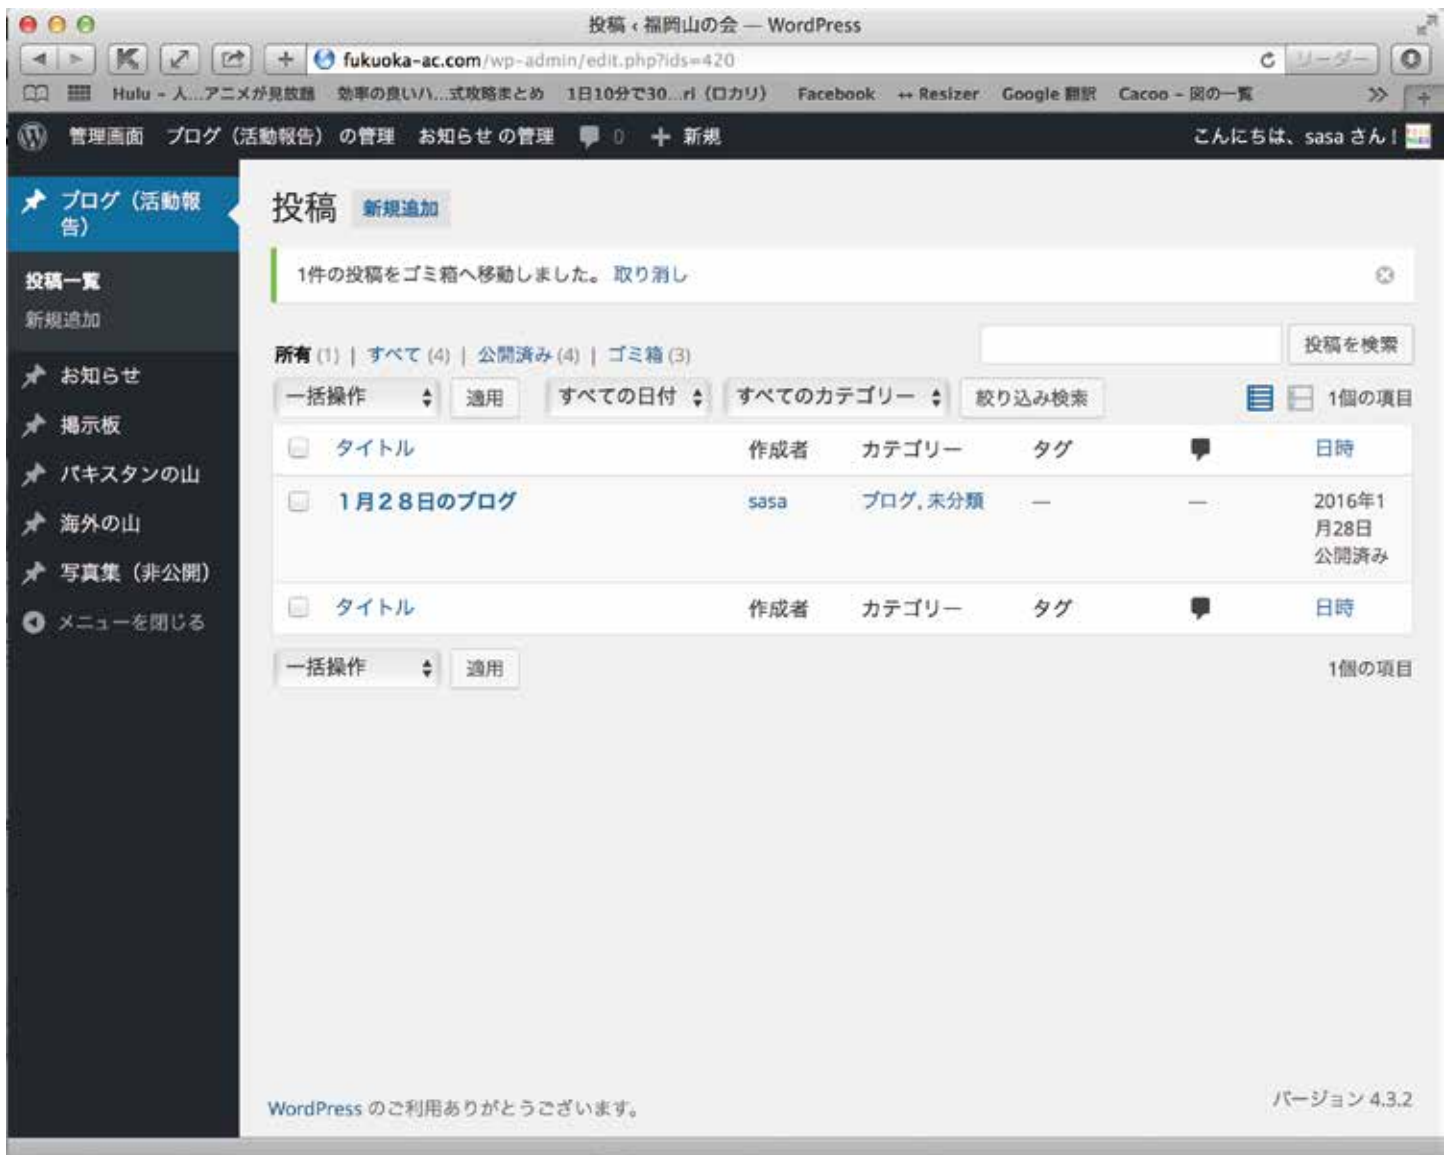 投稿 ‹ 福岡山の会 — WordPress
fukuoka-ac.com/wp-admin/edit.php?ids=420
リーダー
Hulu - 人...アニメが見放題 効率の良いハ...式攻略まとめ 1日10分で30...ri（ロカリ） Facebook ↔ Resizer Google 翻訳 Cacoo - 図の一覧 >>
管理画面 ブログ（活動報告）の管理 お知らせ の管理 0 + 新規 こんにちは、sasa さん !
ブログ（活動報
告）
投稿一覧
新規追加
お知らせ
掲示板
パキスタンの山
海外の山
写真集（非公開）
メニューを閉じる
投稿 新規追加
1件の投稿をゴミ箱へ移動しました。 取り消し
所有 (1) | すべて (4) | 公開済み (4) | ゴミ箱 (3)
投稿を検索
一括操作 適用 すべての日付 すべてのカテゴリー 絞り込み検索 1個の項目
タイトル 作成者 カテゴリー タグ 日時
１月２８日のブログ sasa ブログ, 未分類 — — 2016年1
月28日
公開済み
タイトル 作成者 カテゴリー タグ 日時
一括操作 適用 1個の項目
WordPress のご利用ありがとうございます。 バージョン 4.3.2